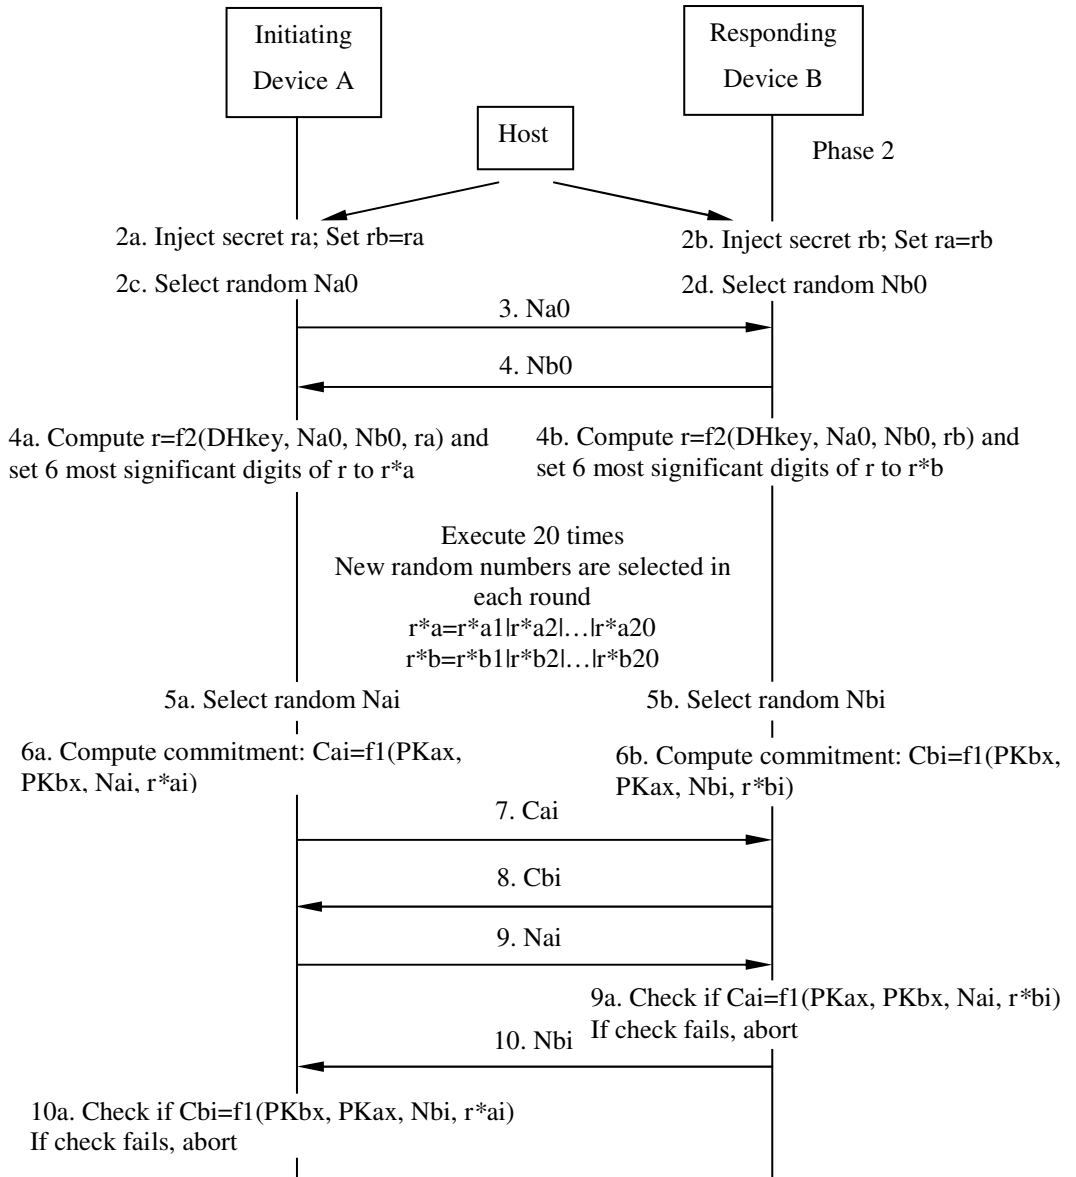 Initiating
Device A
Responding
Device B
Host
Phase 2
2a. Inject secret ra; Set rb=ra
2b. Inject secret rb; Set ra=rb
2c. Select random Na0
2d. Select random Nb0
3. Na0
4. Nb0
4a. Compute r=f2(DHkey, Na0, Nb0, ra) and
set 6 most significant digits of r to r*a
4b. Compute r=f2(DHkey, Na0, Nb0, rb) and
set 6 most significant digits of r to r*b
Execute 20 times
New random numbers are selected in
each round
r*a=r*a1|r*a2|…|r*a20
r*b=r*b1|r*b2|…|r*b20
5a. Select random Nai
5b. Select random Nbi
6a. Compute commitment: Cai=f1(PKax,
PKbx, Nai, r*ai)
6b. Compute commitment: Cbi=f1(PKbx,
PKax, Nbi, r*bi)
7. Cai
8. Cbi
9. Nai
9a. Check if Cai=f1(PKax, PKbx, Nai, r*bi)
If check fails, abort
10. Nbi
10a. Check if Cbi=f1(PKbx, PKax, Nbi, r*ai)
If check fails, abort